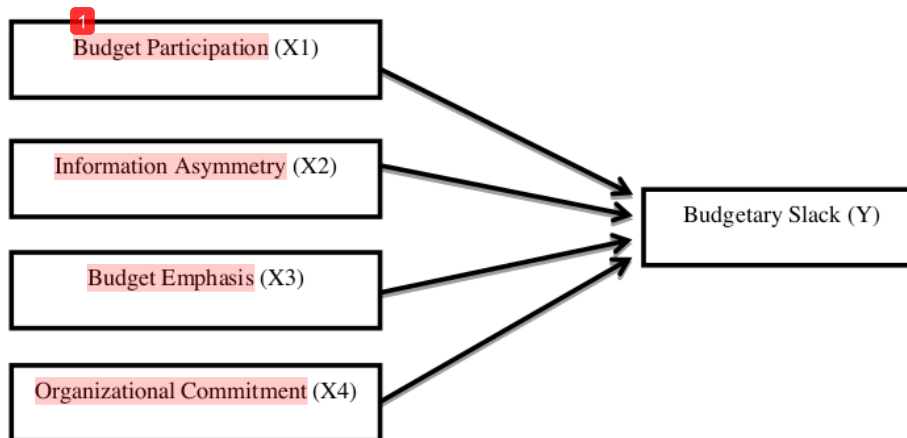 1
Budget Participation (X1)
Information Asymmetry (X2)
Budgetary Slack (Y)
Budget Emphasis (X3)
Organizational Commitment (X4)